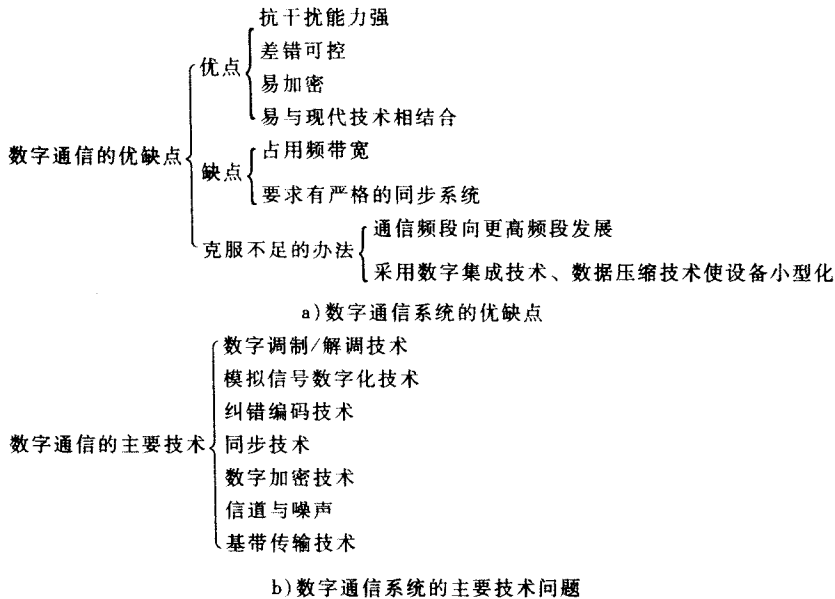 抗干扰能力强
差错可控
优点
易加密
易与现代技术相结合
数字通信的优缺点
占用频带宽
缺点
要求有严格的同步系统
通信频段向更高频段发展
克服不足的办法
采用数字集成技术、数据压缩技术使设备小型化
a)数字通信系统的优缺点
数字调制/解调技术
模拟信号数字化技术
纠错编码技术
数字通信的主要技术
同步技术
数字加密技术
信道与噪声
基带传输技术
b)数字通信系统的主要技术问题